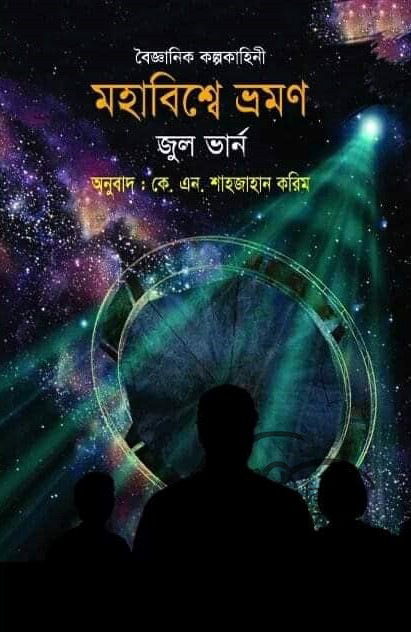 বৈজ্ঞানিক কল্পকাহিনী
মহাবিশ্বে ভ্রমণ
জুল ভার্ন
অনুবাদ : কে. এন. শাহজাহান করিম